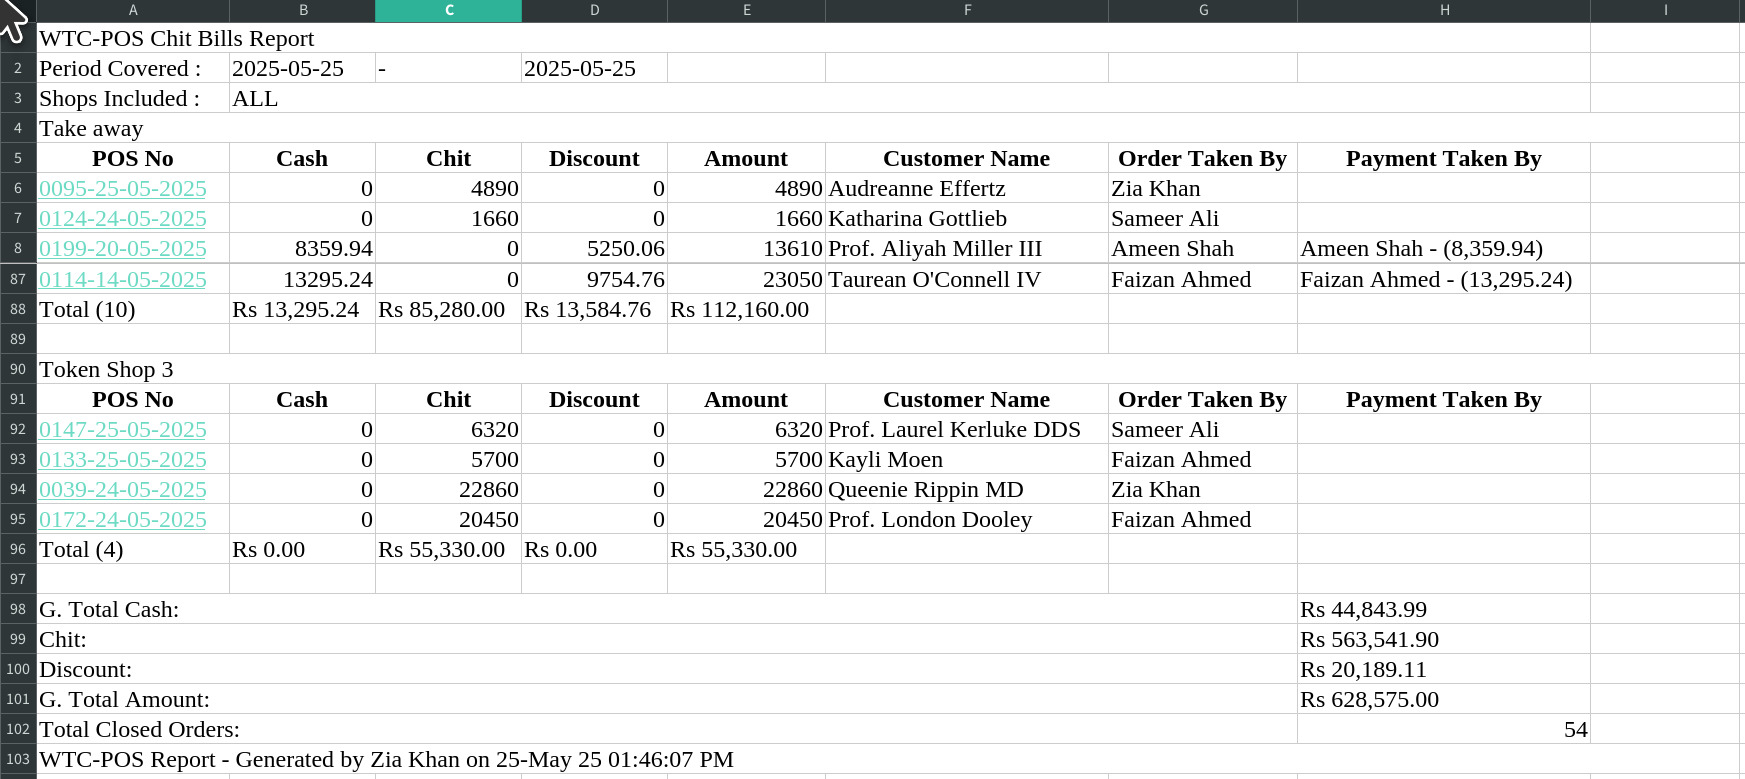 A B C D E F G H I
WTC-POS Chit Bills Report
2 Period Covered : 2025-05-25 - 2025-05-25
3 Shops Included : ALL
4 Take away
5 POS No Cash Chit Discount Amount Customer Name Order Taken By Payment Taken By
6 0095-25-05-2025 0 4890 0 4890 Audreanne Effertz Zia Khan
7 0124-24-05-2025 0 1660 0 1660 Katharina Gottlieb Sameer Ali
8 0199-20-05-2025 8359.94 0 5250.06 13610 Prof. Aliyah Miller III Ameen Shah Ameen Shah - (8,359.94)
87 0114-14-05-2025 13295.24 0 9754.76 23050 Taurean O'Connell IV Faizan Ahmed Faizan Ahmed - (13,295.24)
88 Total (10) Rs 13,295.24 Rs 85,280.00 Rs 13,584.76 Rs 112,160.00
89
90 Token Shop 3
91 POS No Cash Chit Discount Amount Customer Name Order Taken By Payment Taken By
92 0147-25-05-2025 0 6320 0 6320 Prof. Laurel Kerluke DDS Sameer Ali
93 0133-25-05-2025 0 5700 0 5700 Kayli Moen Faizan Ahmed
94 0039-24-05-2025 0 22860 0 22860 Queenie Rippin MD Zia Khan
95 0172-24-05-2025 0 20450 0 20450 Prof. London Dooley Faizan Ahmed
96 Total (4) Rs 0.00 Rs 55,330.00 Rs 0.00 Rs 55,330.00
97
98 G. Total Cash: Rs 44,843.99
99 Chit: Rs 563,541.90
100 Discount: Rs 20,189.11
101 G. Total Amount: Rs 628,575.00
102 Total Closed Orders: 54
103 WTC-POS Report - Generated by Zia Khan on 25-May 25 01:46:07 PM